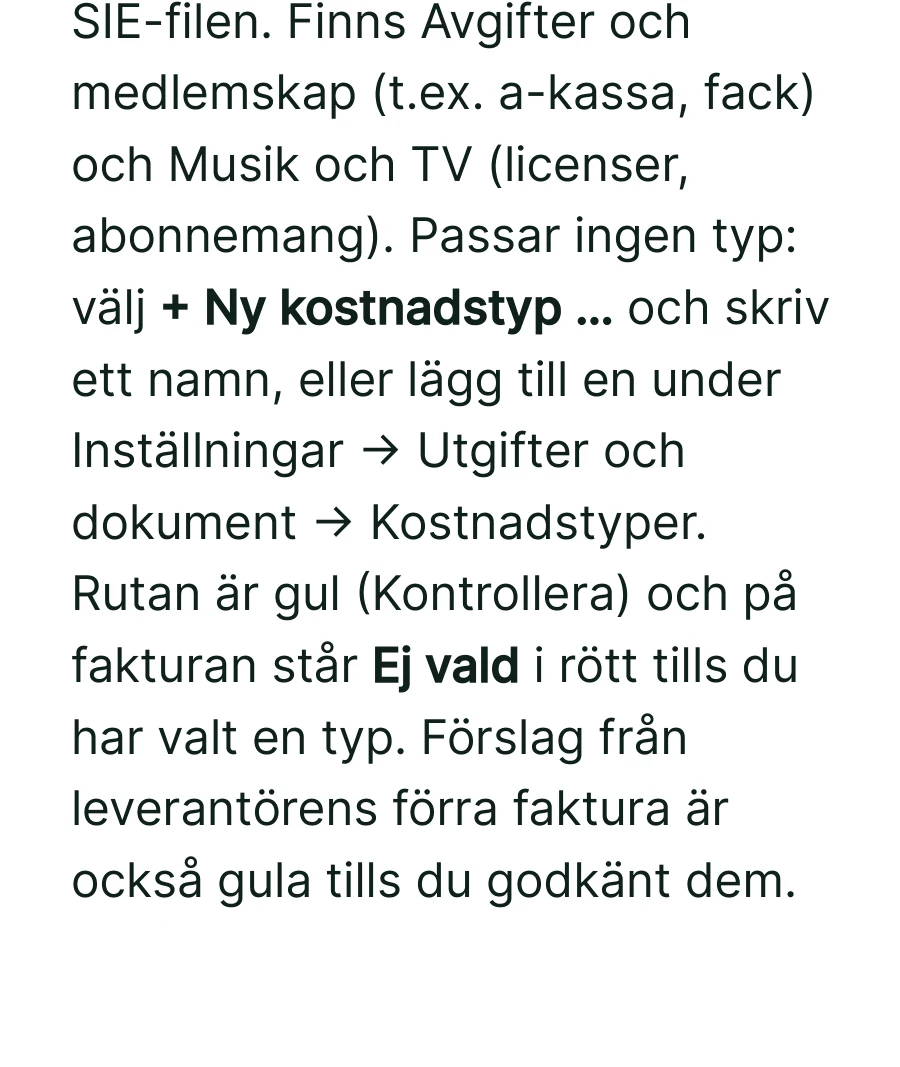 SIE-filen. Finns Avgifter och
medlemskap (t.ex. a-kassa, fack)
och Musik och TV (licenser,
abonnemang). Passar ingen typ:
välj + Ny kostnadstyp … och skriv
ett namn, eller lägg till en under
Inställningar → Utgifter och
dokument → Kostnadstyper.
Rutan är gul (Kontrollera) och på
fakturan står Ej vald i rött tills du
har valt en typ. Förslag från
leverantörens förra faktura är
också gula tills du godkänt dem.